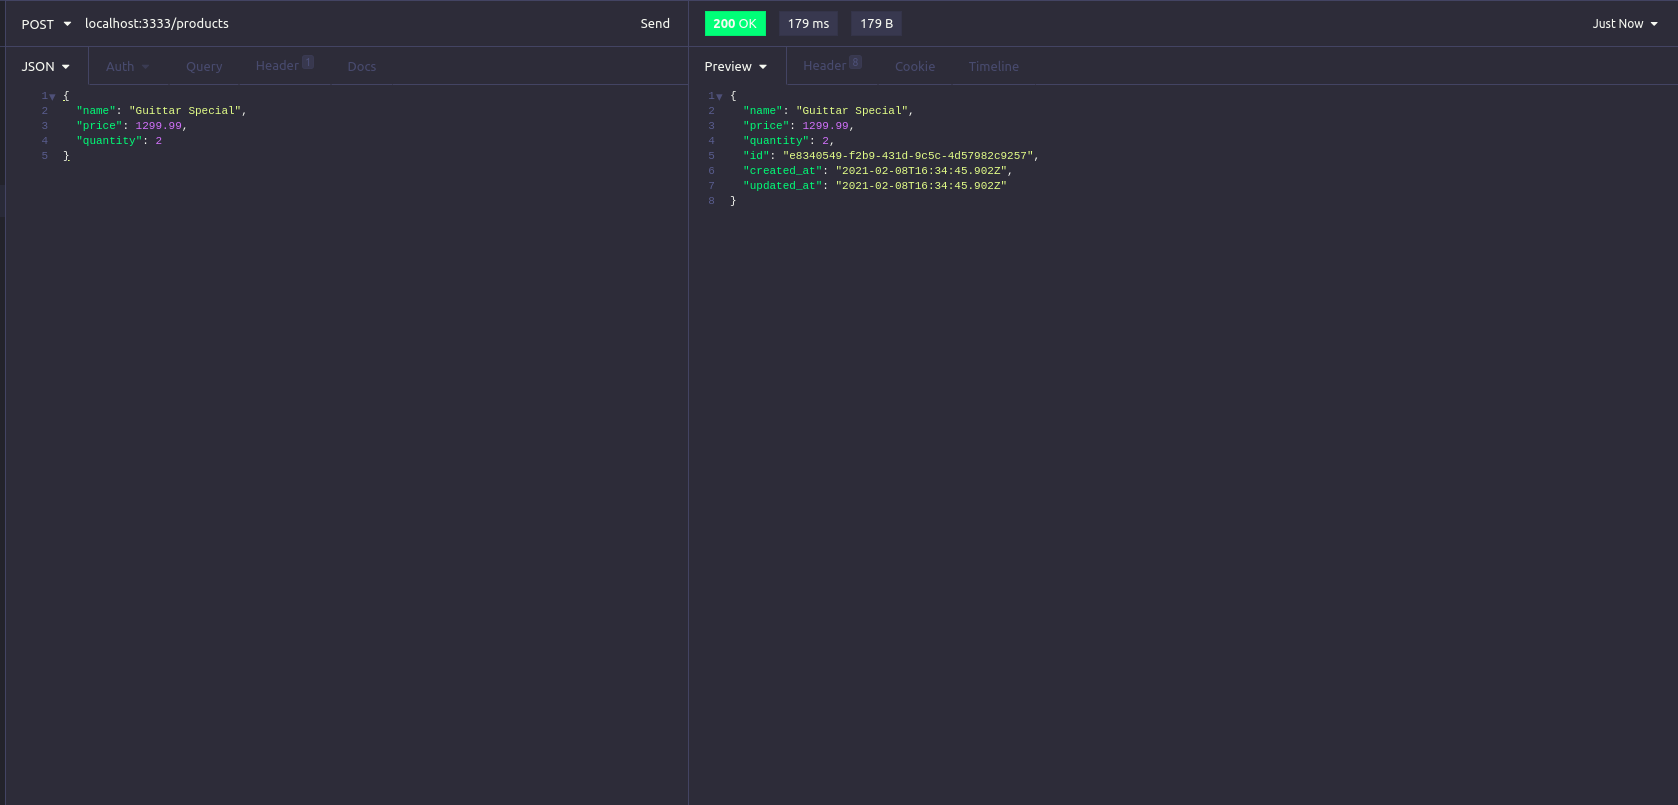 POST localhost:3333/products Send
200 OK 179 ms 179 B Just Now
JSON Auth Query Header 1 Docs
1 {
2 "name": "Guittar Special",
3 "price": 1299.99,
4 "quantity": 2
5 }
Preview Header 8 Cookie Timeline
1 {
2 "name": "Guittar Special",
3 "price": 1299.99,
4 "quantity": 2,
5 "id": "e8340549-f2b9-431d-9c5c-4d57982c9257",
6 "created_at": "2021-02-08T16:34:45.902Z",
7 "updated_at": "2021-02-08T16:34:45.902Z"
8 }